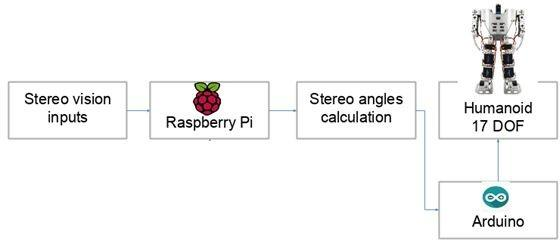 Stereo vision
inputs
Raspberry Pi
Stereo angles
calculation
Humanoid
17 DOF
Arduino